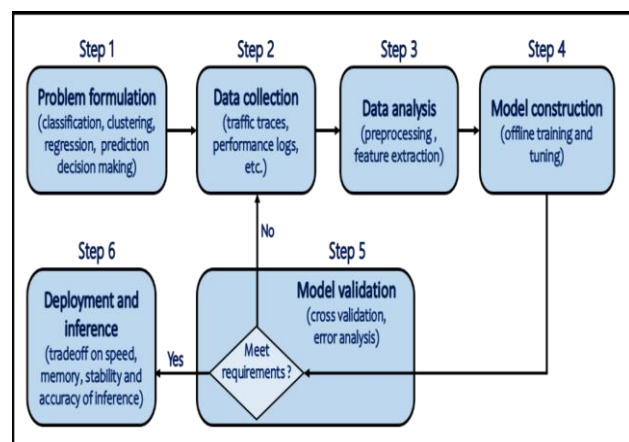 Step 1
Problem formulation
(classification, clustering,
regression, prediction
decision making)
Step 2
Data collection
(traffic traces,
performance logs,
etc.)
Step 3
Data analysis
(preprocessing ,
feature extraction)
Step 4
Model construction
(offline training and
tuning)
No
Step 5
Model validation
(cross validation,
error analysis)
Meet
requirements ?
Yes
Step 6
Deployment and
inference
(tradeoff on speed,
memory, stability and
accuracy of inference)